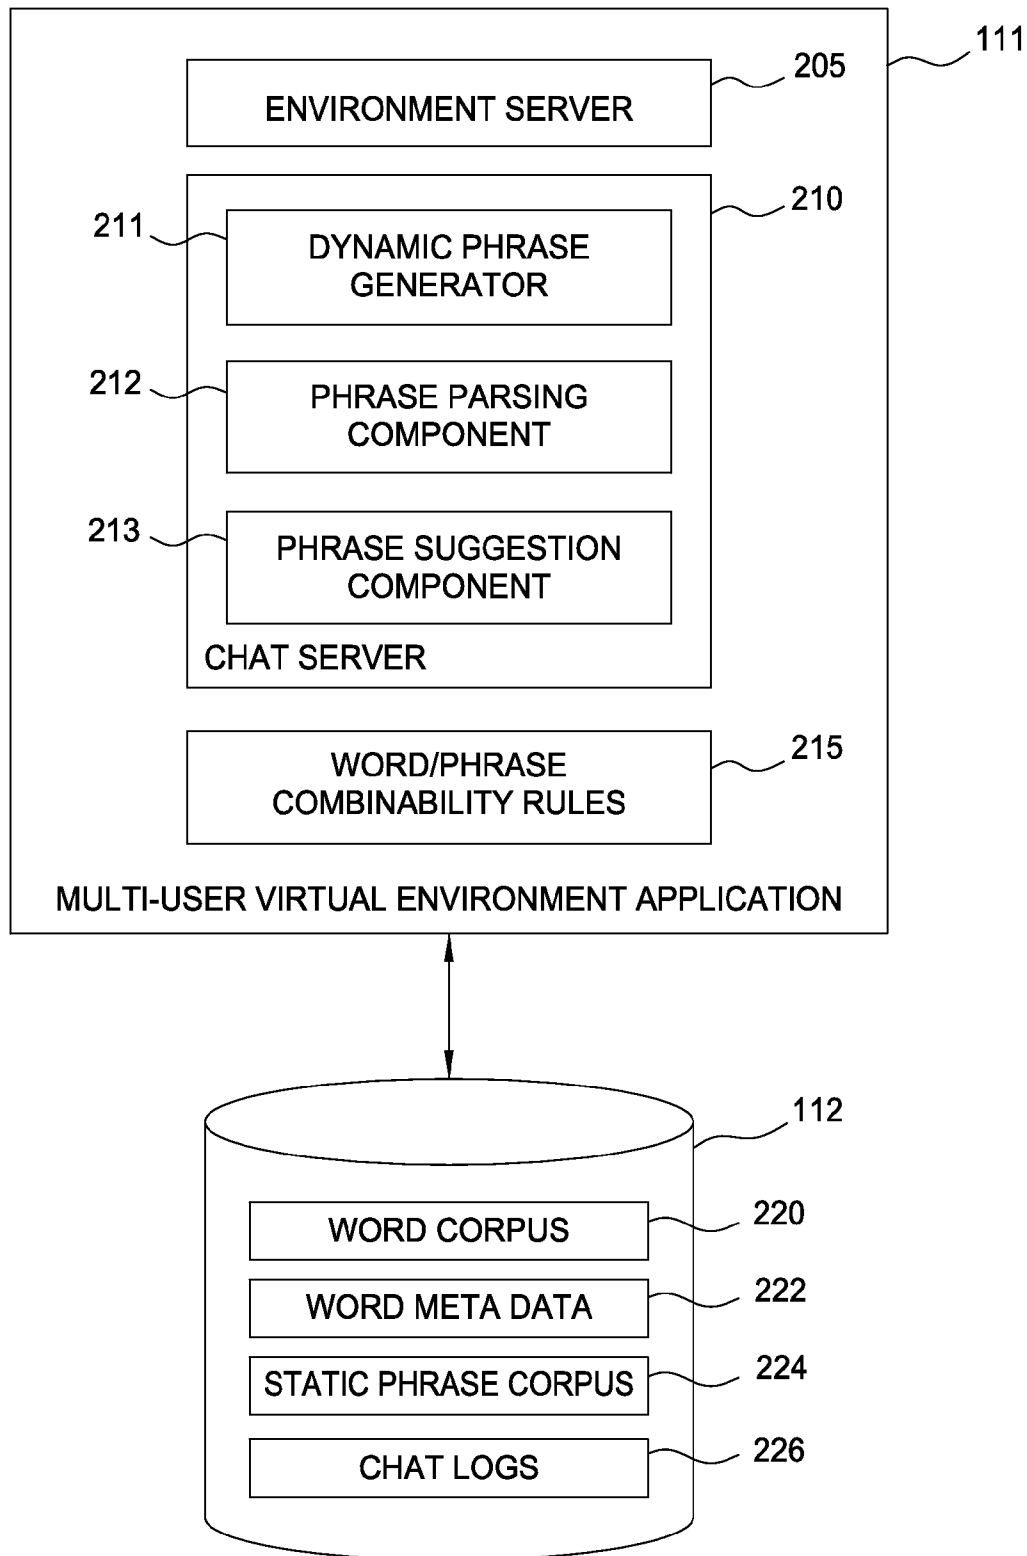 111
205
ENVIRONMENT SERVER
210
211
DYNAMIC PHRASE
GENERATOR
212
PHRASE PARSING
COMPONENT
213
PHRASE SUGGESTION
COMPONENT
CHAT SERVER
215
WORD/PHRASE
COMBINABILITY RULES
MULTI-USER VIRTUAL ENVIRONMENT APPLICATION
112
WORD CORPUS
220
WORD META DATA
222
STATIC PHRASE CORPUS
224
CHAT LOGS
226